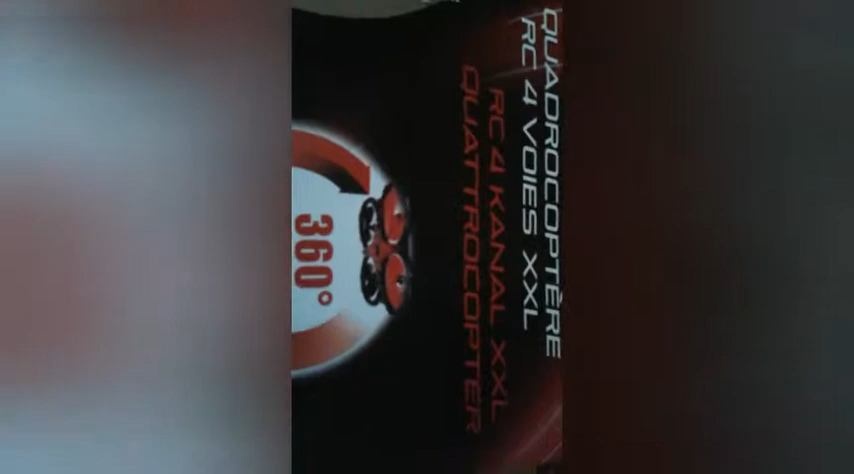 QUADROCOPTÈRE
RC 4 VOIES XXL
RC 4 KANAL XXL
QUATTROCOPTER
360°